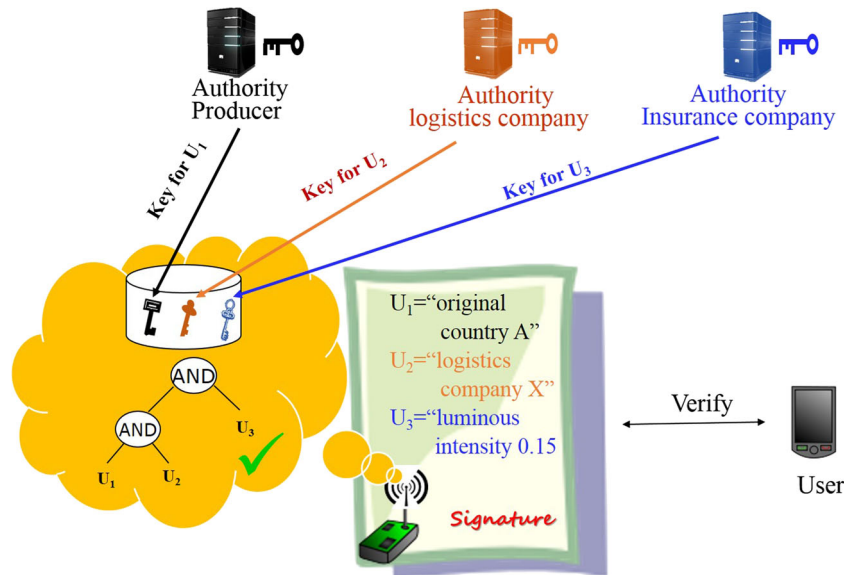 Authority
Producer
Authority
logistics company
Authority
Insurance company
Key for U₁
Key for U₂
Key for U₃
U₁=“original
country A”
U₂=“logistics
company X”
U₃=“luminous
intensity 0.15
Signature
AND
AND
U₃
U₁ U₂
Verify
User